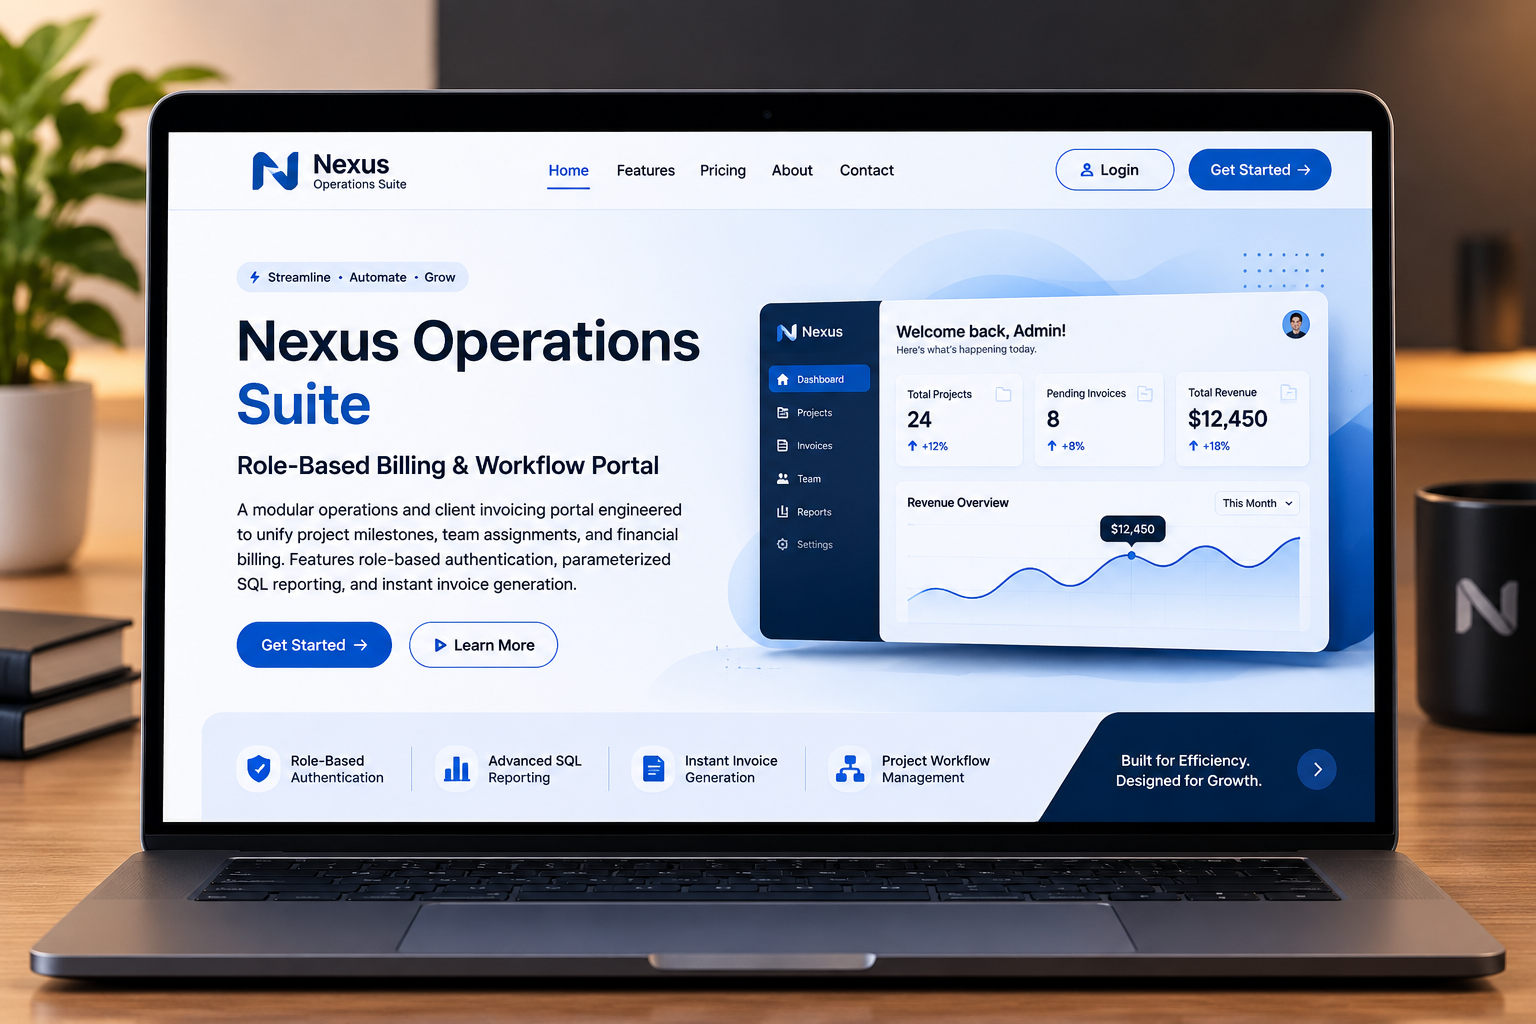 Nexus
Operations Suite
Home
Features
Pricing
About
Contact
Login
Get Started →
Streamline • Automate • Grow
Nexus Operations
Suite
Role-Based Billing & Workflow Portal
A modular operations and client invoicing portal engineered
to unify project milestones, team assignments, and financial
billing. Features role-based authentication, parameterized
SQL reporting, and instant invoice generation.
Get Started →
Learn More
Nexus
Dashboard
Projects
Invoices
Team
Reports
Settings
Welcome back, Admin!
Here's what's happening today.
Total Projects
24
↑ +12%
Pending Invoices
8
↑ +8%
Total Revenue
$12,450
↑ +18%
Revenue Overview
This Month
$12,450
Role-Based
Authentication
Advanced SQL
Reporting
Instant Invoice
Generation
Project Workflow
Management
Built for Efficiency.
Designed for Growth.
N